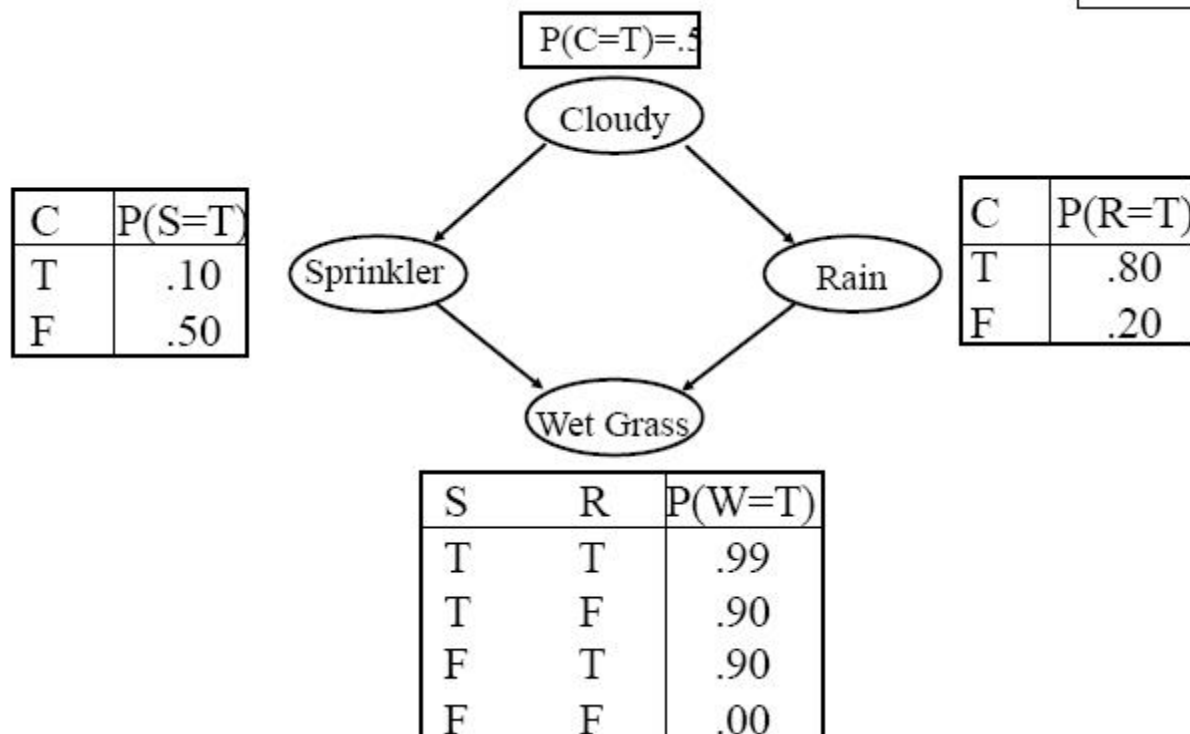 P(C=T)=.5
Cloudy
C P(S=T)
T .10
F .50
Sprinkler
Rain
C P(R=T)
T .80
F .20
Wet Grass
S R P(W=T)
T T .99
T F .90
F T .90
F F .00